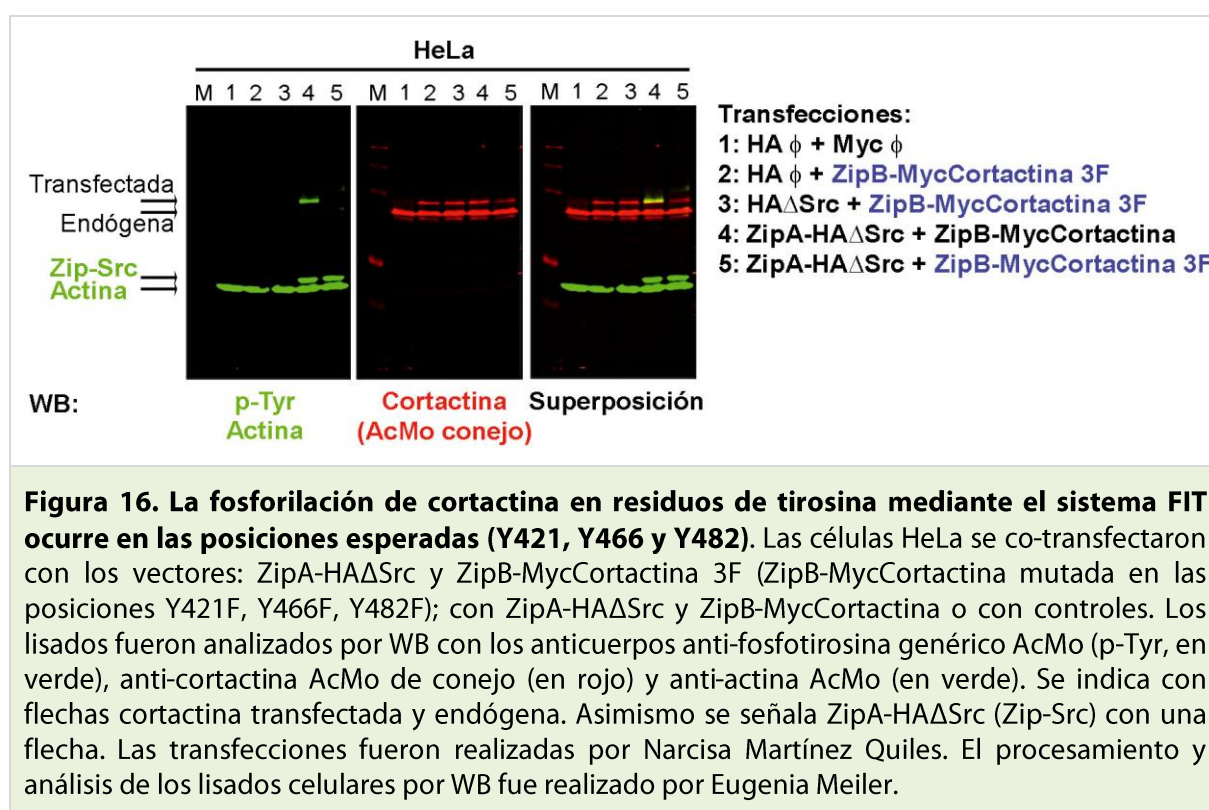 HeLa
M 1 2 3 4 5 M 1 2 3 4 5 M 1 2 3 4 5
Transfectada
Endógena
Zip-Src
Actina
Transfecciones:
1: HA ϕ + Myc ϕ
2: HA ϕ + ZipB-MycCortactina 3F
3: HAΔSrc + ZipB-MycCortactina 3F
4: ZipA-HAΔSrc + ZipB-MycCortactina
5: ZipA-HAΔSrc + ZipB-MycCortactina 3F
WB:
p-Tyr
Actina
Cortactina
(AcMo conejo)
Superposición
Figura 16. La fosforilación de cortactina en residuos de tirosina mediante el sistema FIT
ocurre en las posiciones esperadas (Y421, Y466 y Y482). Las células HeLa se co-transfectaron
con los vectores: ZipA-HAΔSrc y ZipB-MycCortactina 3F (ZipB-MycCortactina mutada en las
posiciones Y421F, Y466F, Y482F); con ZipA-HAΔSrc y ZipB-MycCortactina o con controles. Los
lisados fueron analizados por WB con los anticuerpos anti-fosfotirosina genérico AcMo (p-Tyr, en
verde), anti-cortactina AcMo de conejo (en rojo) y anti-actina AcMo (en verde). Se indica con
flechas cortactina transfectada y endógena. Asimismo se señala ZipA-HAΔSrc (Zip-Src) con una
flecha. Las transfecciones fueron realizadas por Narcisa Martínez Quiles. El procesamiento y
análisis de los lisados celulares por WB fue realizado por Eugenia Meiler.